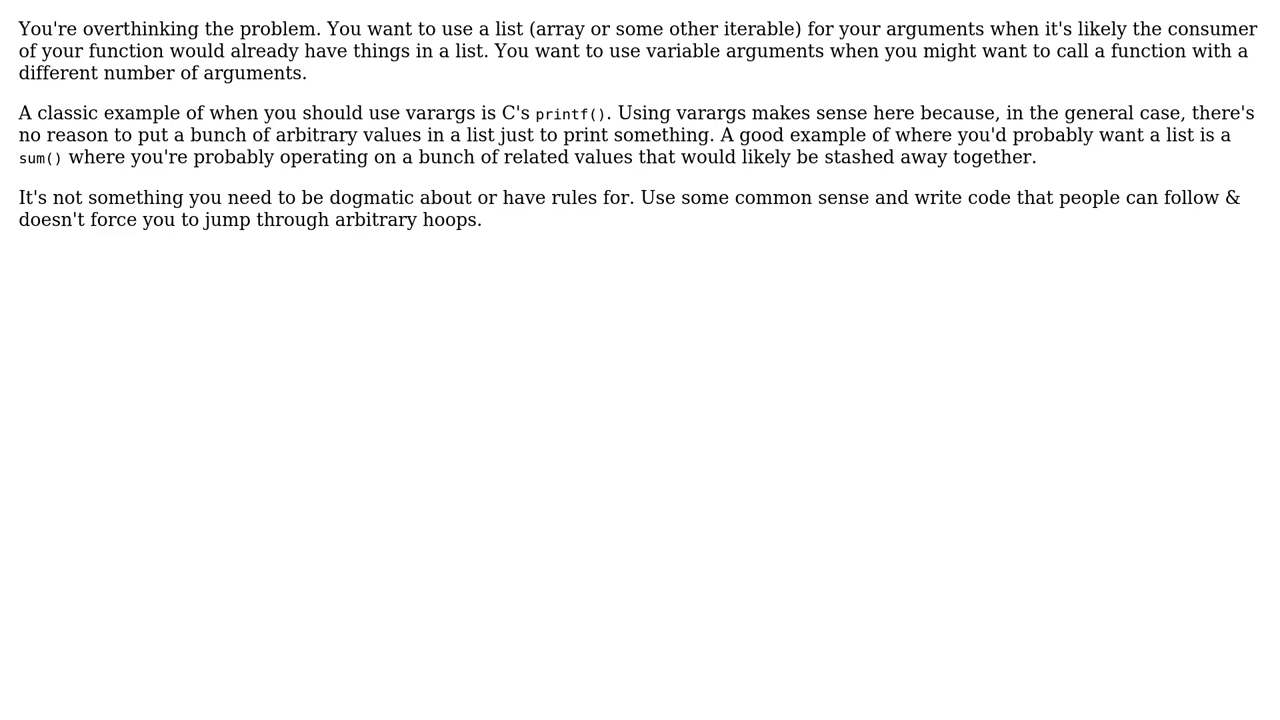 You're overthinking the problem. You want to use a list (array or some other iterable) for your arguments when it's likely the consumer
of your function would already have things in a list. You want to use variable arguments when you might want to call a function with a
different number of arguments.
A classic example of when you should use varargs is C's printf(). Using varargs makes sense here because, in the general case, there's
no reason to put a bunch of arbitrary values in a list just to print something. A good example of where you'd probably want a list is a
sum() where you're probably operating on a bunch of related values that would likely be stashed away together.
It's not something you need to be dogmatic about or have rules for. Use some common sense and write code that people can follow &
doesn't force you to jump through arbitrary hoops.